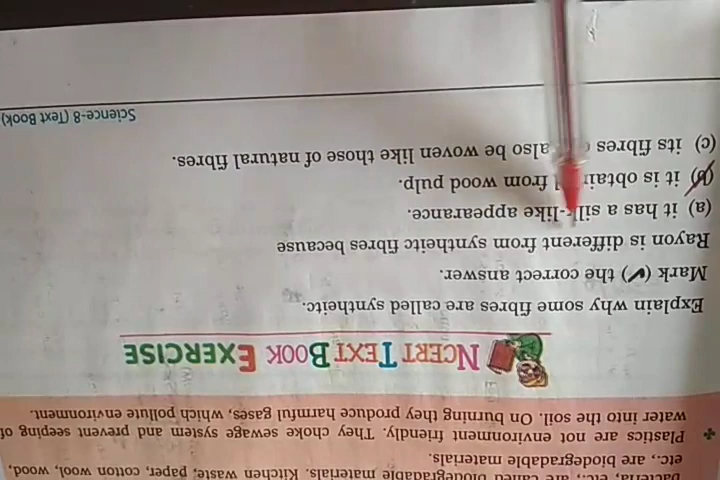 bacteria, etc., are called biodegradable materials. Kitchen waste, paper, cotton wool, wood,
etc., are biodegradable materials.
Plastics are not environment friendly. They choke sewage system and prevent seeping of
water into the soil. On burning they produce harmful gases, which pollute environment.
NCERT TEXT BOOK EXERCISE
Explain why some fibres are called syntheitc.
Mark (✓) the correct answer.
Rayon is different from syntheitc fibres because
(a) it has a silk-like appearance.
(b) it is obtained from wood pulp.
(c) its fibres also be woven like those of natural fibres.
Science-8 (Text Book)